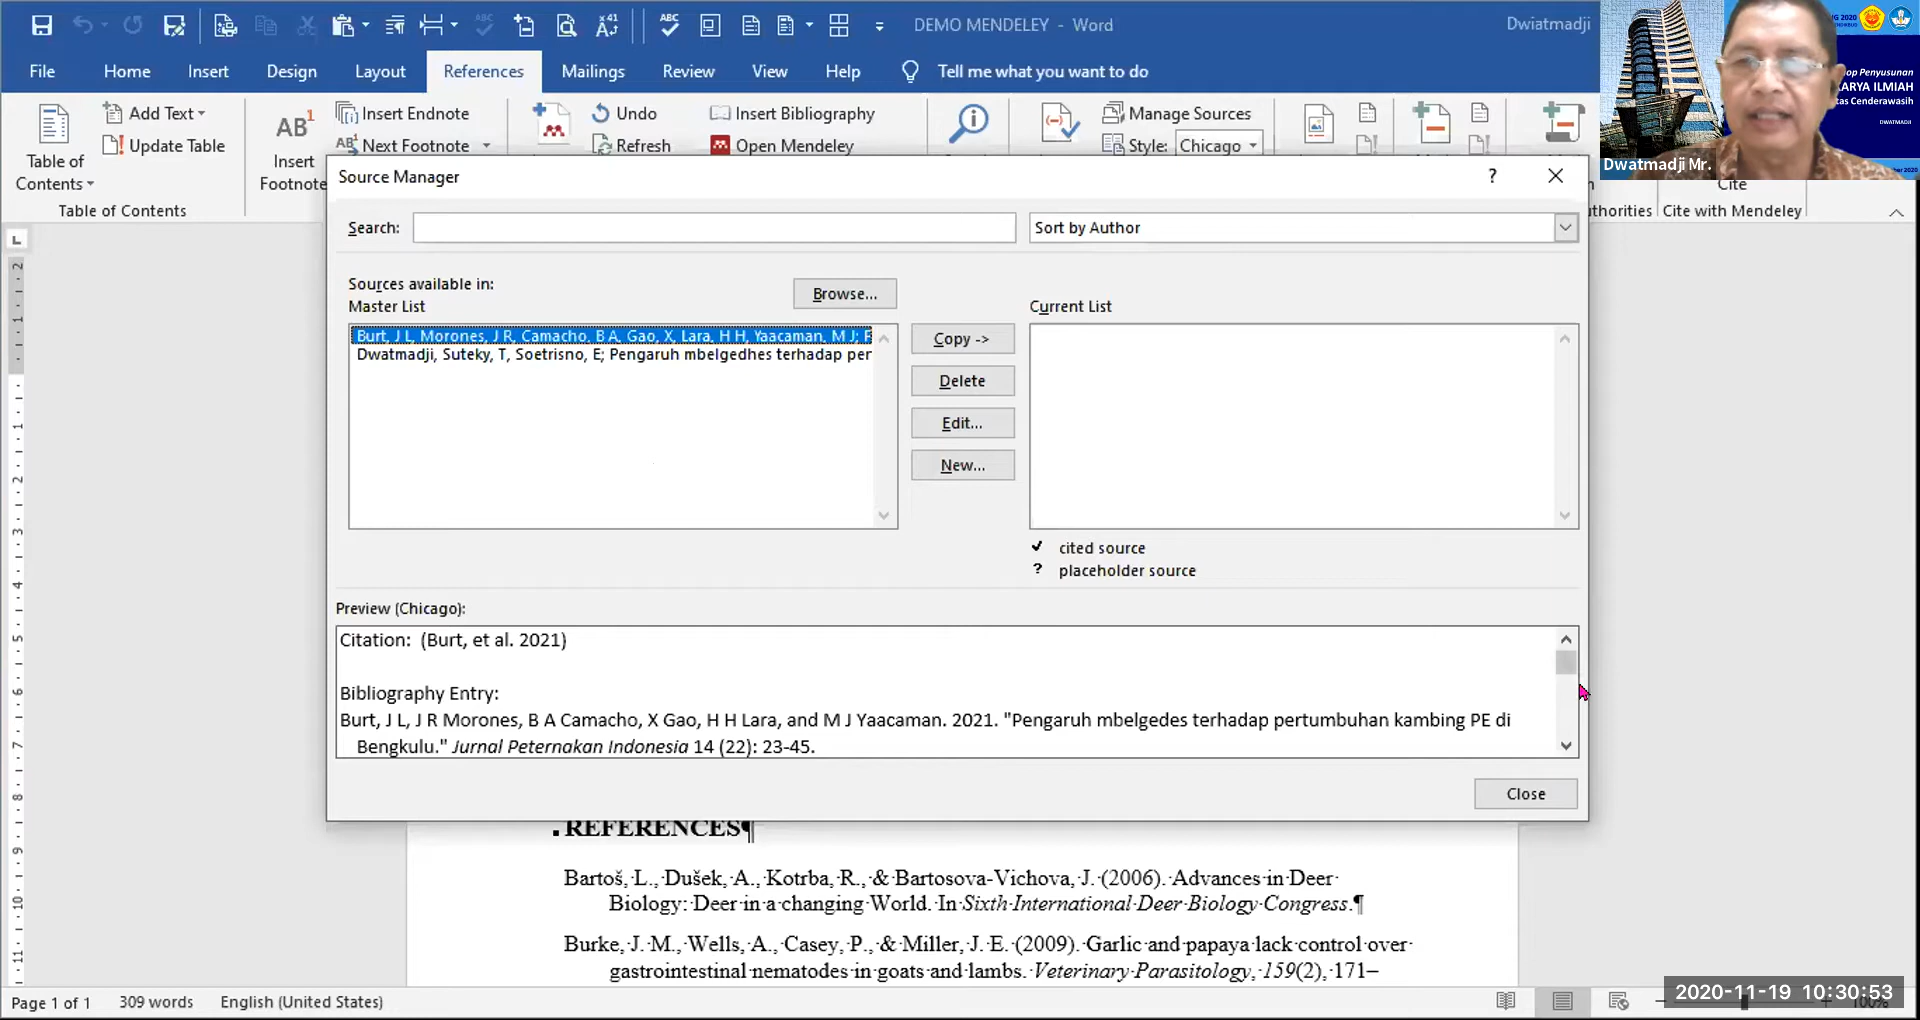 DEMO MENDELEY - Word
Dwiatmadji
File Home Insert Design Layout References Mailings Review View Help Tell me what you want to do
Table of Contents
Add Text
Update Table
Table of Contents
AB1
Insert Footnote
Insert Endnote
Next Footnote
Undo
Refresh
Insert Bibliography
Open Mendeley
Manage Sources
Style: Chicago
Cite
Cite with Mendeley
2020
KARYA ILMIAH
DWATMADJI
Dwatmadji Mr.
Source Manager
Search:
Sort by Author
Sources available in:
Master List
Browse...
Current List
Burt, J L, Morones, J R, Camacho, B A, Gao, X, Lara, H H, Yaacaman, M J;
Dwatmadji, Suteky, T, Soetrisno, E; Pengaruh mbelgedhes terhadap per
Copy ->
Delete
Edit...
New...
✓ cited source
? placeholder source
Preview (Chicago):
Citation: (Burt, et al. 2021)
Bibliography Entry:
Burt, J L, J R Morones, B A Camacho, X Gao, H H Lara, and M J Yaacaman. 2021. "Pengaruh mbelgedes terhadap pertumbuhan kambing PE di
Bengkulu." Jurnal Peternakan Indonesia 14 (22): 23-45.
Close
REFERENCES¶
Bartoš, L., Dušek, A., Kotrba, R., & Bartosova-Vichova, J. (2006). Advances in Deer
Biology: Deer in a changing World. In Sixth International Deer Biology Congress.¶
Burke, J. M., Wells, A., Casey, P., & Miller, J. E. (2009). Garlic and papaya lack control over
gastrointestinal nematodes in goats and lambs. Veterinary Parasitology, 159(2), 171–
Page 1 of 1 309 words English (United States)
2020-11-19 10:30:53